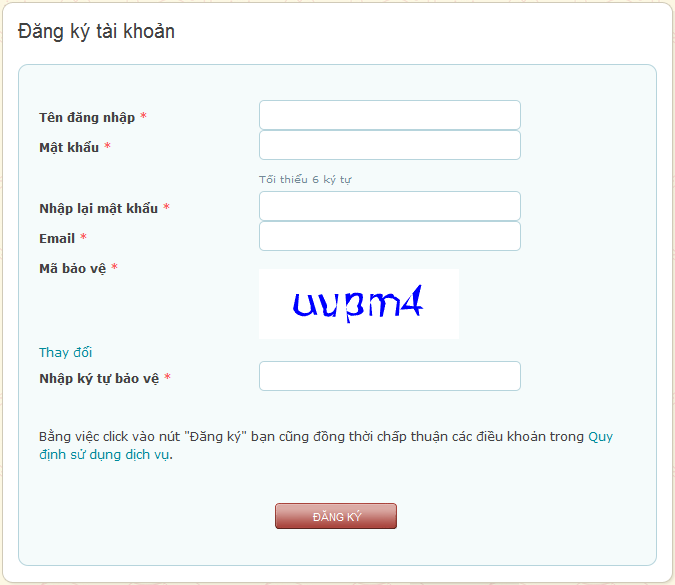 Đăng ký tài khoản
Tên đăng nhập *
Mật khẩu *
Tối thiểu 6 ký tự
Nhập lại mật khẩu *
Email *
Mã bảo vệ *
Thay đổi
Nhập ký tự bảo vệ *
Bằng việc click vào nút "Đăng ký" bạn cũng đồng thời chấp thuận các điều khoản trong Quy
định sử dụng dịch vụ.
ĐĂNG KÝ